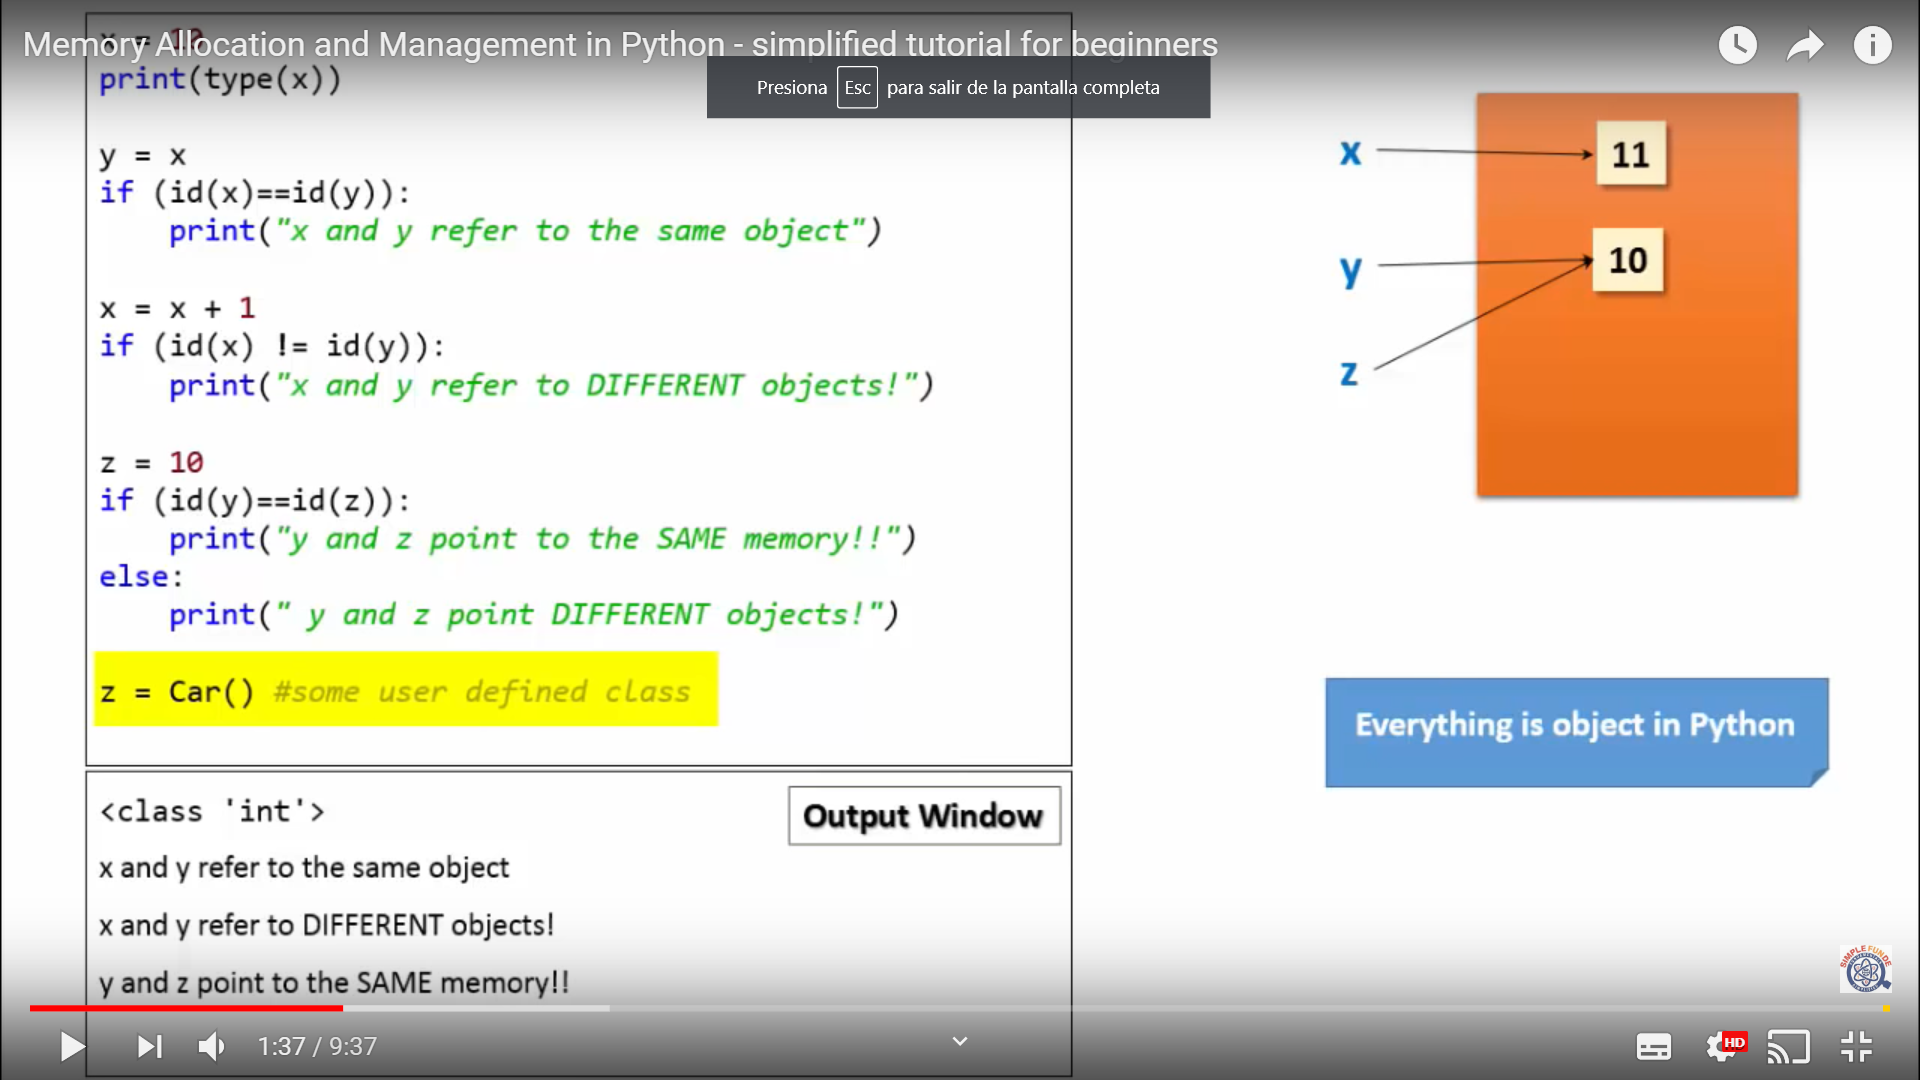 Memory Allocation and Management in Python - simplified tutorial for beginners
Presiona Esc para salir de la pantalla completa
x = 10
print(type(x))
y = x
if (id(x)==id(y)):
    print("x and y refer to the same object")
x = x + 1
if (id(x) != id(y)):
    print("x and y refer to DIFFERENT objects!")
z = 10
if (id(y)==id(z)):
    print("y and z point to the SAME memory!!")
else:
    print(" y and z point DIFFERENT objects!")
z = Car() #some user defined class
x
11
y
10
z
Everything is object in Python
Output Window
<class 'int'>
x and y refer to the same object
x and y refer to DIFFERENT objects!
y and z point to the SAME memory!!
SIMPLE FUNDE
1:37 / 9:37
HD